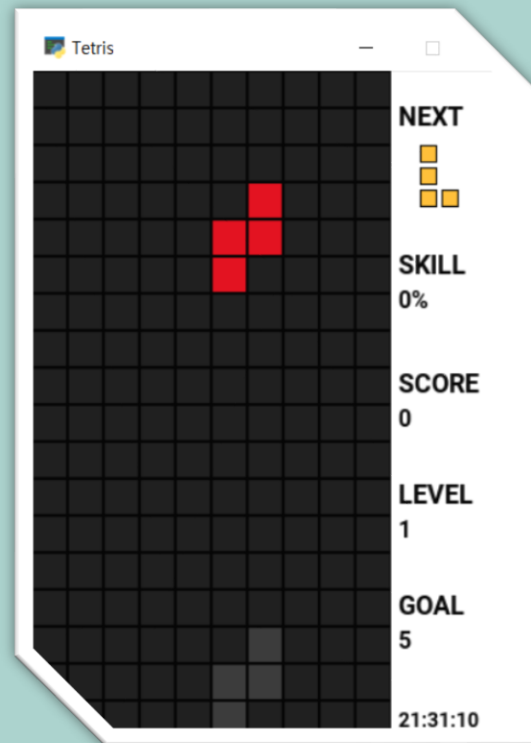 Tetris
NEXT
SKILL
0%
SCORE
0
LEVEL
1
GOAL
5
21:31:10